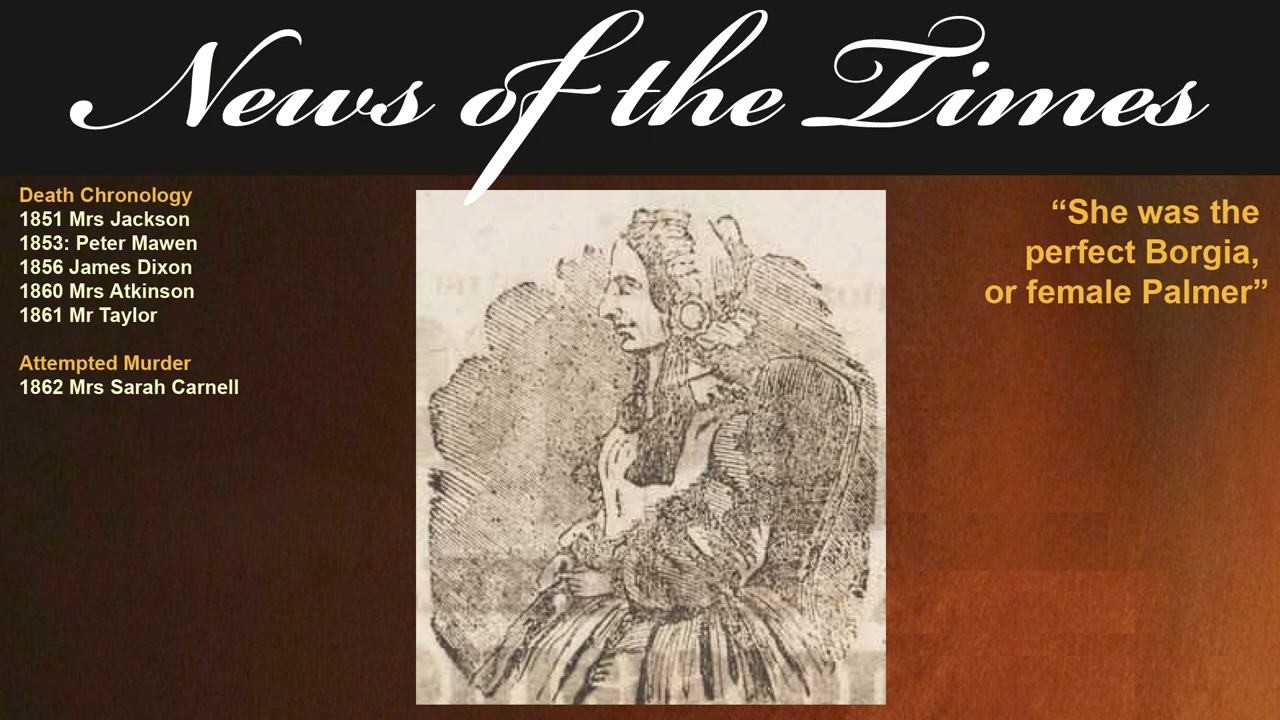 News of the Times
Death Chronology
1851 Mrs Jackson
1853: Peter Mawen
1856 James Dixon
1860 Mrs Atkinson
1861 Mr Taylor
Attempted Murder
1862 Mrs Sarah Carnell
“She was the
perfect Borgia,
or female Palmer”